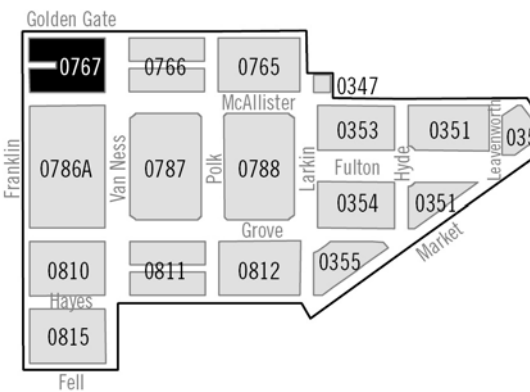 Golden Gate
0767
0766
0765
0347
McAllister
Franklin
0786A
Van Ness
0787
Polk
0788
Larkin
0353
Fulton
0354
Hyde
0351
Leavenworth
0351
Market
Grove
0810
Hayes
0811
0812
0355
0815
Fell